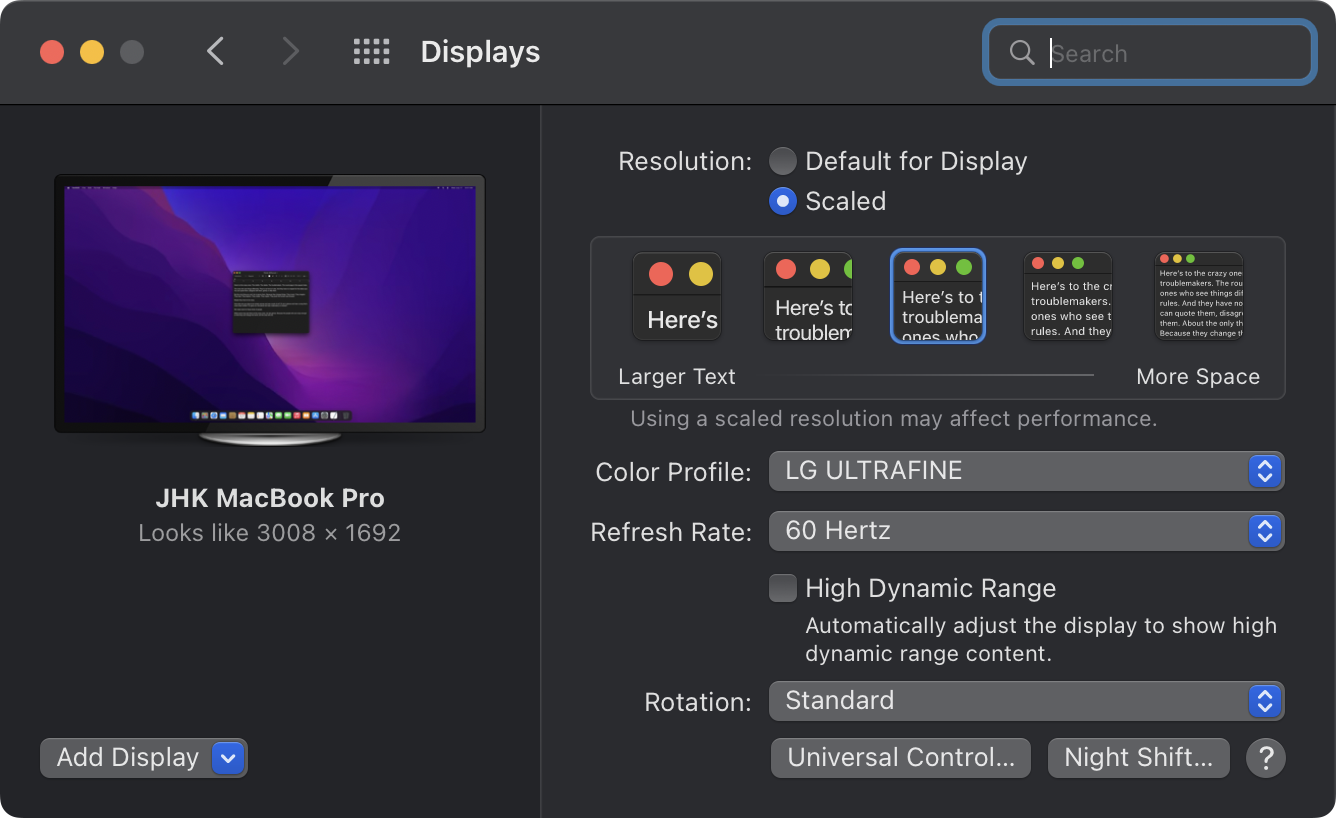 Displays
Search
Resolution:
Default for Display
Scaled
Here's
Here's to
troublem
Here's to t
troublema
ones who
Here's to the cr
troublemakers.
ones who see t
rules. And they
Here's to the crazy one
troublemakers. The rou
ones who see things dif
rules. And they have no
can quote them, disagre
them. About the only th
Because they change th
Larger Text
More Space
Using a scaled resolution may affect performance.
Color Profile:
LG ULTRAFINE
Refresh Rate:
60 Hertz
High Dynamic Range
Automatically adjust the display to show high
dynamic range content.
Rotation:
Standard
Universal Control...
Night Shift...
?
JHK MacBook Pro
Looks like 3008 × 1692
Add Display